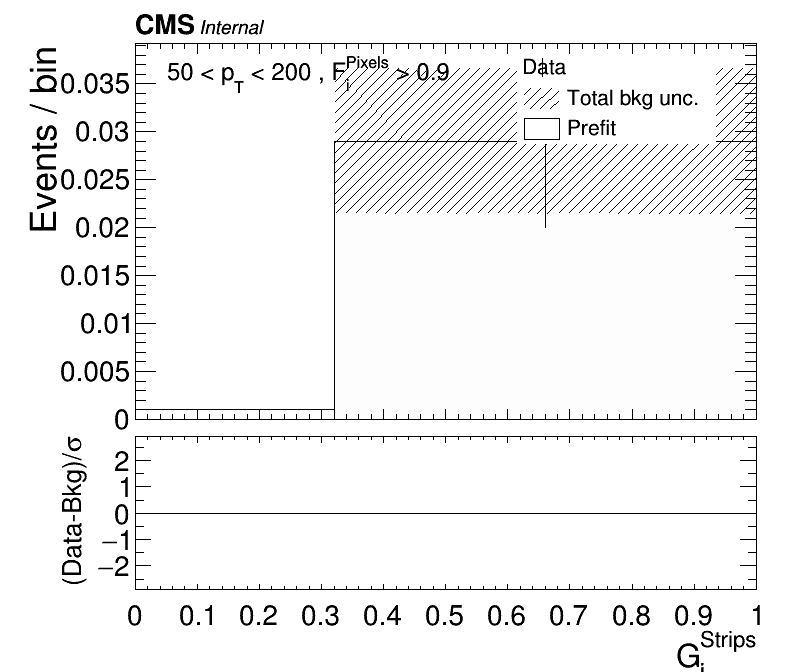 CMS Internal
50 < p_T < 200 , F_i^Pixels > 0.9
Data
Total bkg unc.
Prefit
Events / bin
0.035
0.03
0.025
0.02
0.015
0.01
0.005
0
(Data-Bkg)/σ
2
1
0
−1
−2
0 0.1 0.2 0.3 0.4 0.5 0.6 0.7 0.8 0.9 1
G_i^Strips